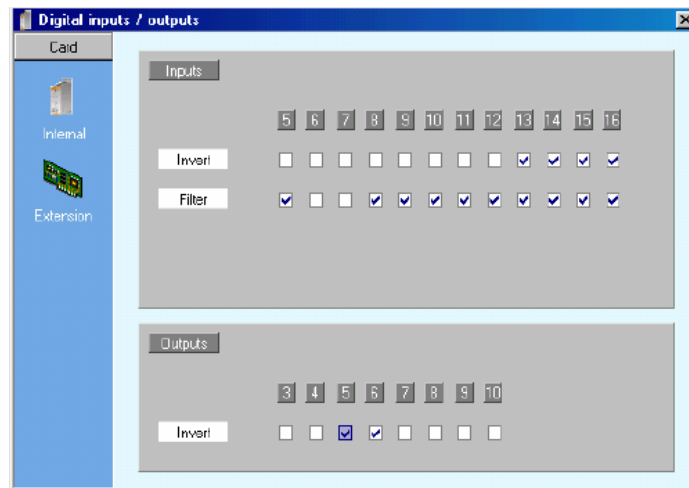 Digital inputs / outputs
Card
Internal
Extension
Inputs
5 6 7 8 9 10 11 12 13 14 15 16
Invert
Filter
Outputs
3 4 5 6 7 8 9 10
Invert